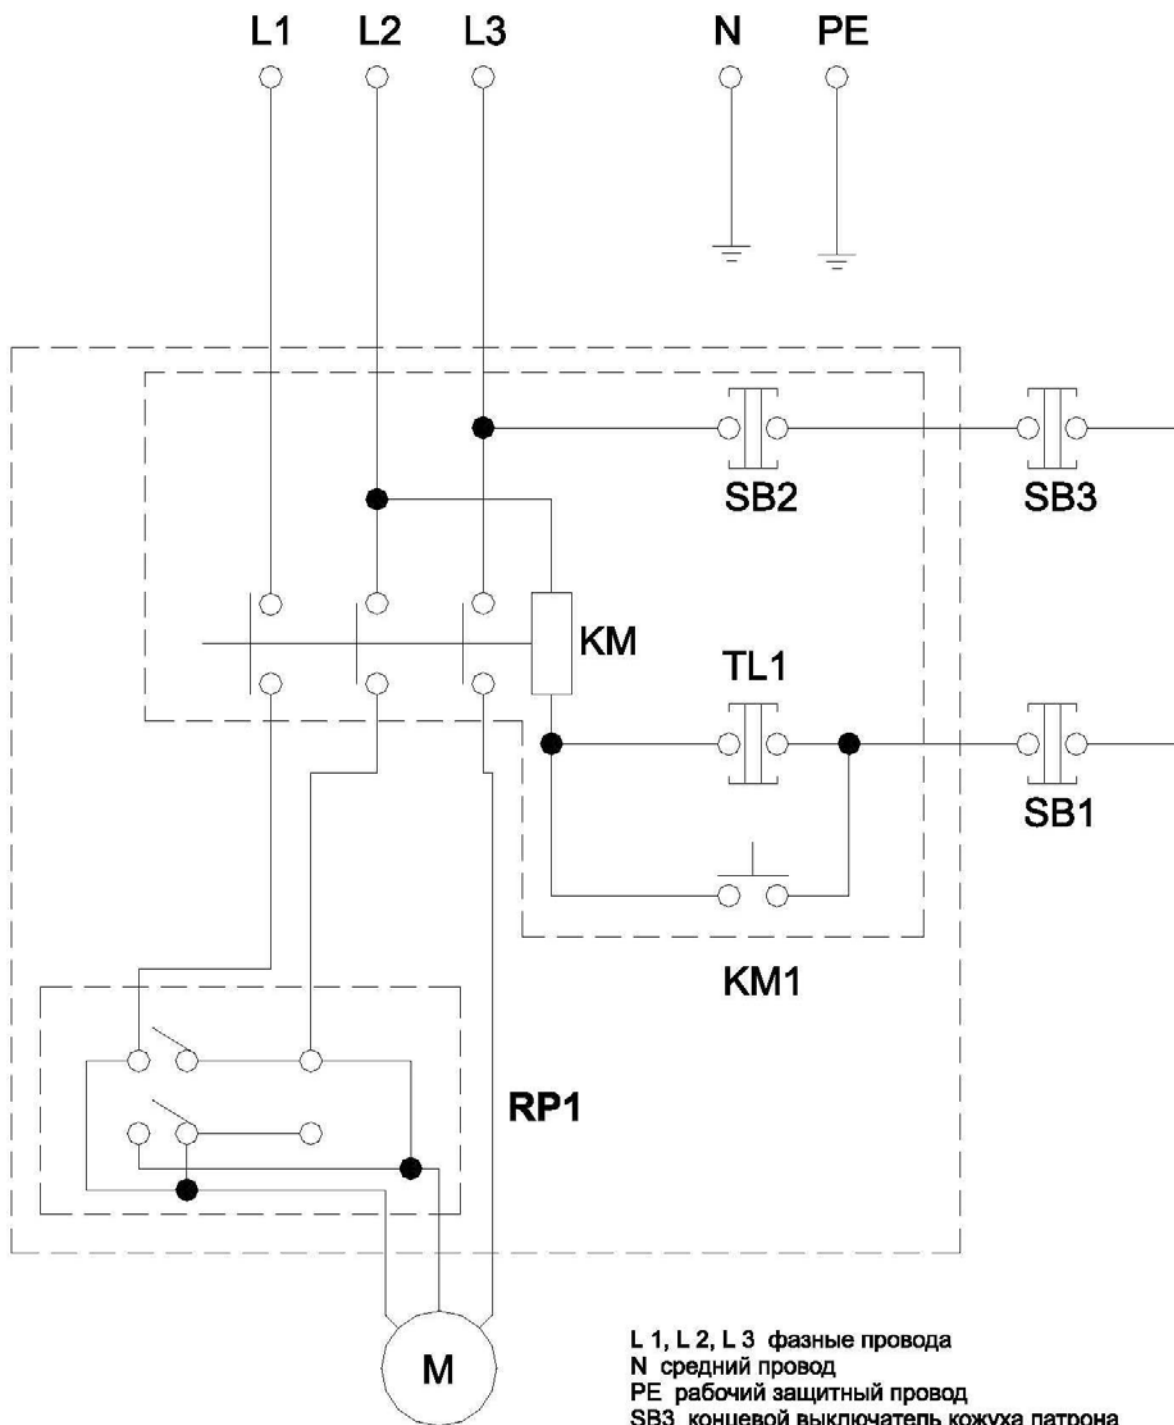 L1 L2 L3 N PE
SB2 SB3
KM
TL1
SB1
KM1
RP1
M
L 1, L 2, L 3 фазные провода
N средний провод
PE рабочий защитный провод
SB3 концевой выключатель кожуха патрона